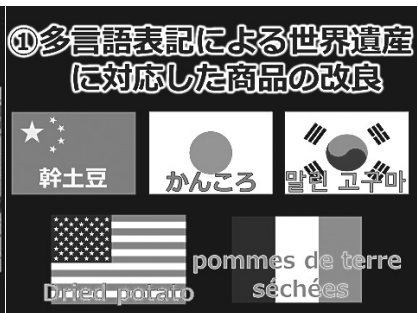 ①多言語表記による世界遺産
に対応した商品の改良
幹土豆
かんころ
말린 고구마
Dried potato
pommes de terre
séchées